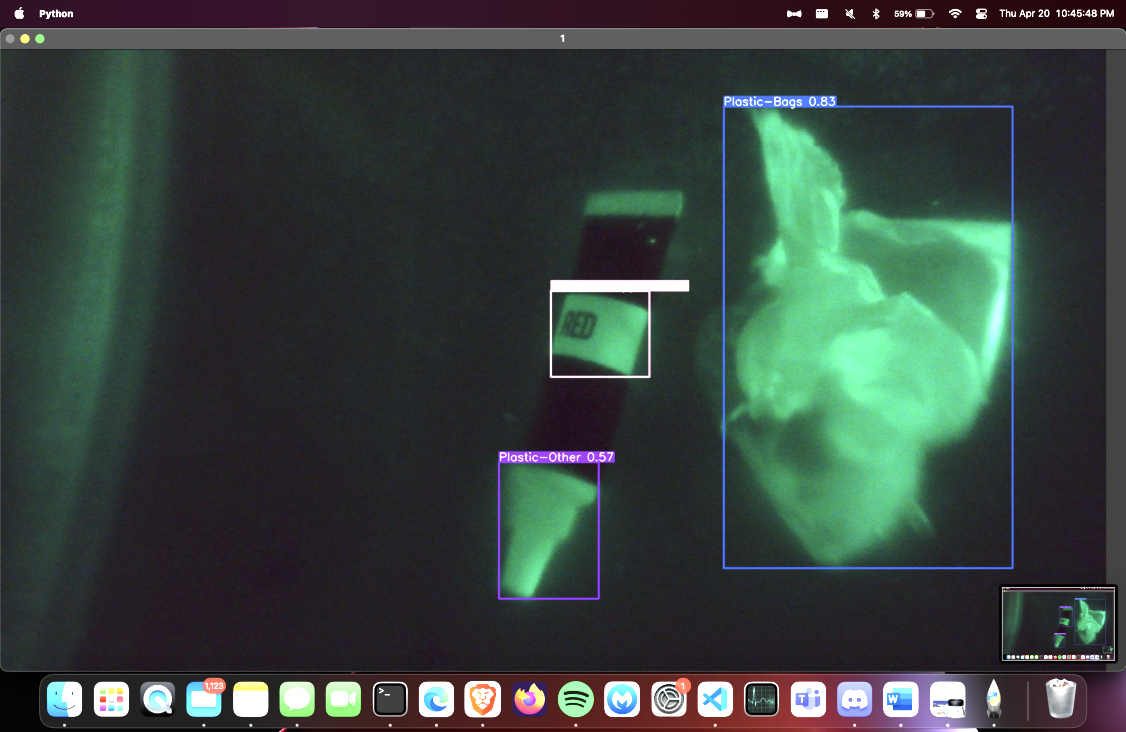 Python
59%
Thu Apr 20 10:45:48 PM
1
Plastic-Bags 0.83
RED
Plastic-Other 0.57
1,123
1
>_
W